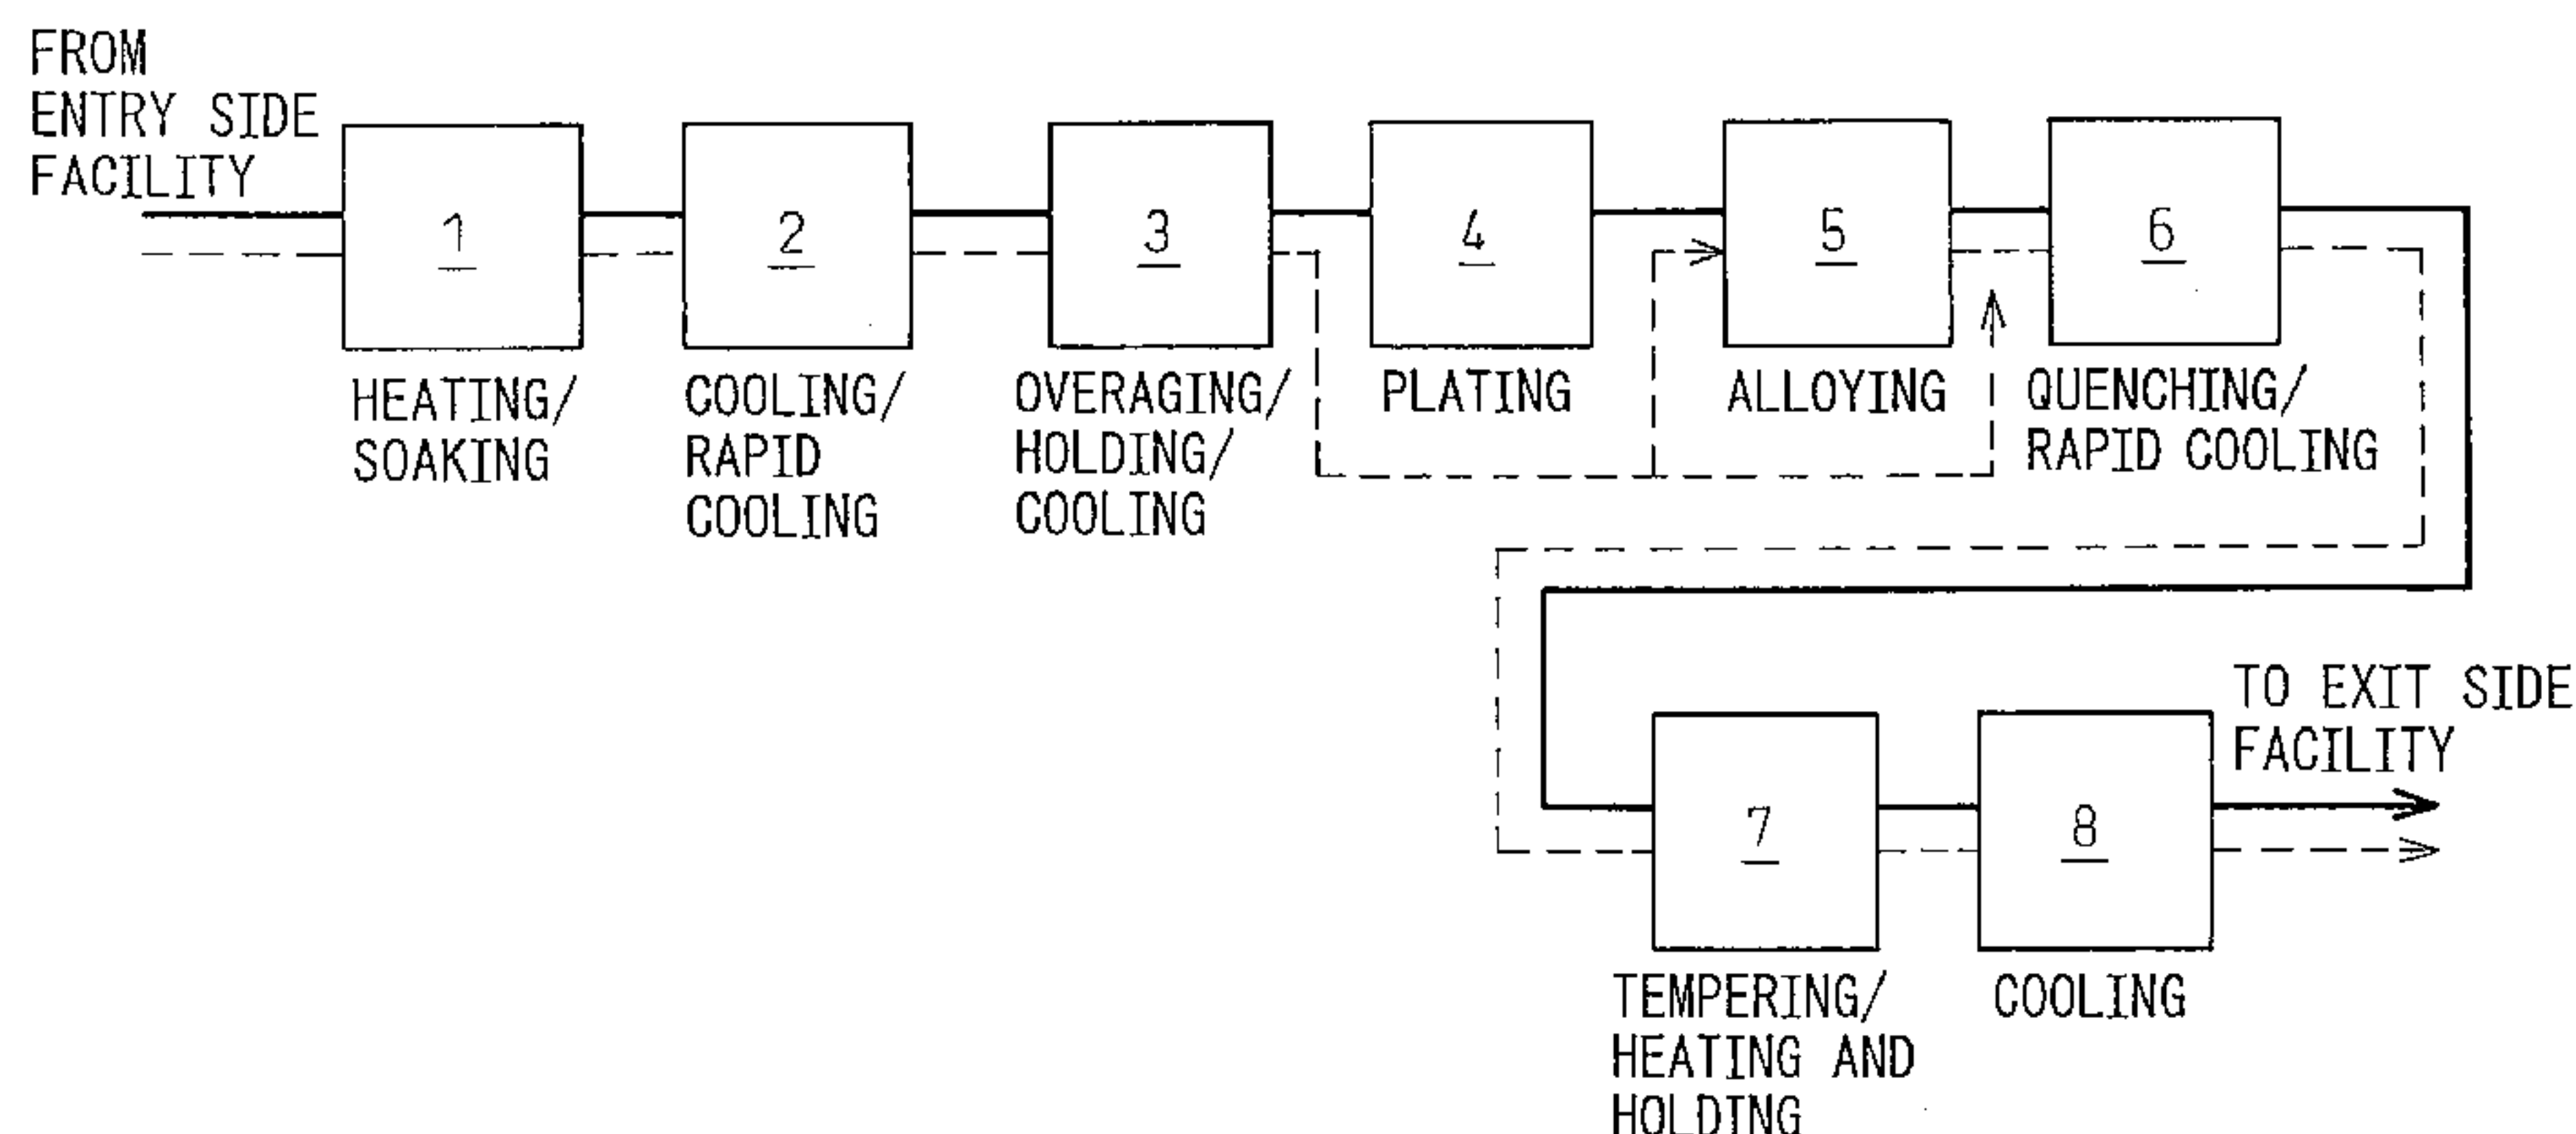 FROM
ENTRY SIDE
FACILITY
1
2
3
4
5
6
HEATING/
SOAKING
COOLING/
RAPID
COOLING
OVERAGING/
HOLDING/
COOLING
PLATING
ALLOYING
QUENCHING/
RAPID COOLING
TO EXIT SIDE
FACILITY
7
8
TEMPERING/
HEATING AND
HOLDING
COOLING